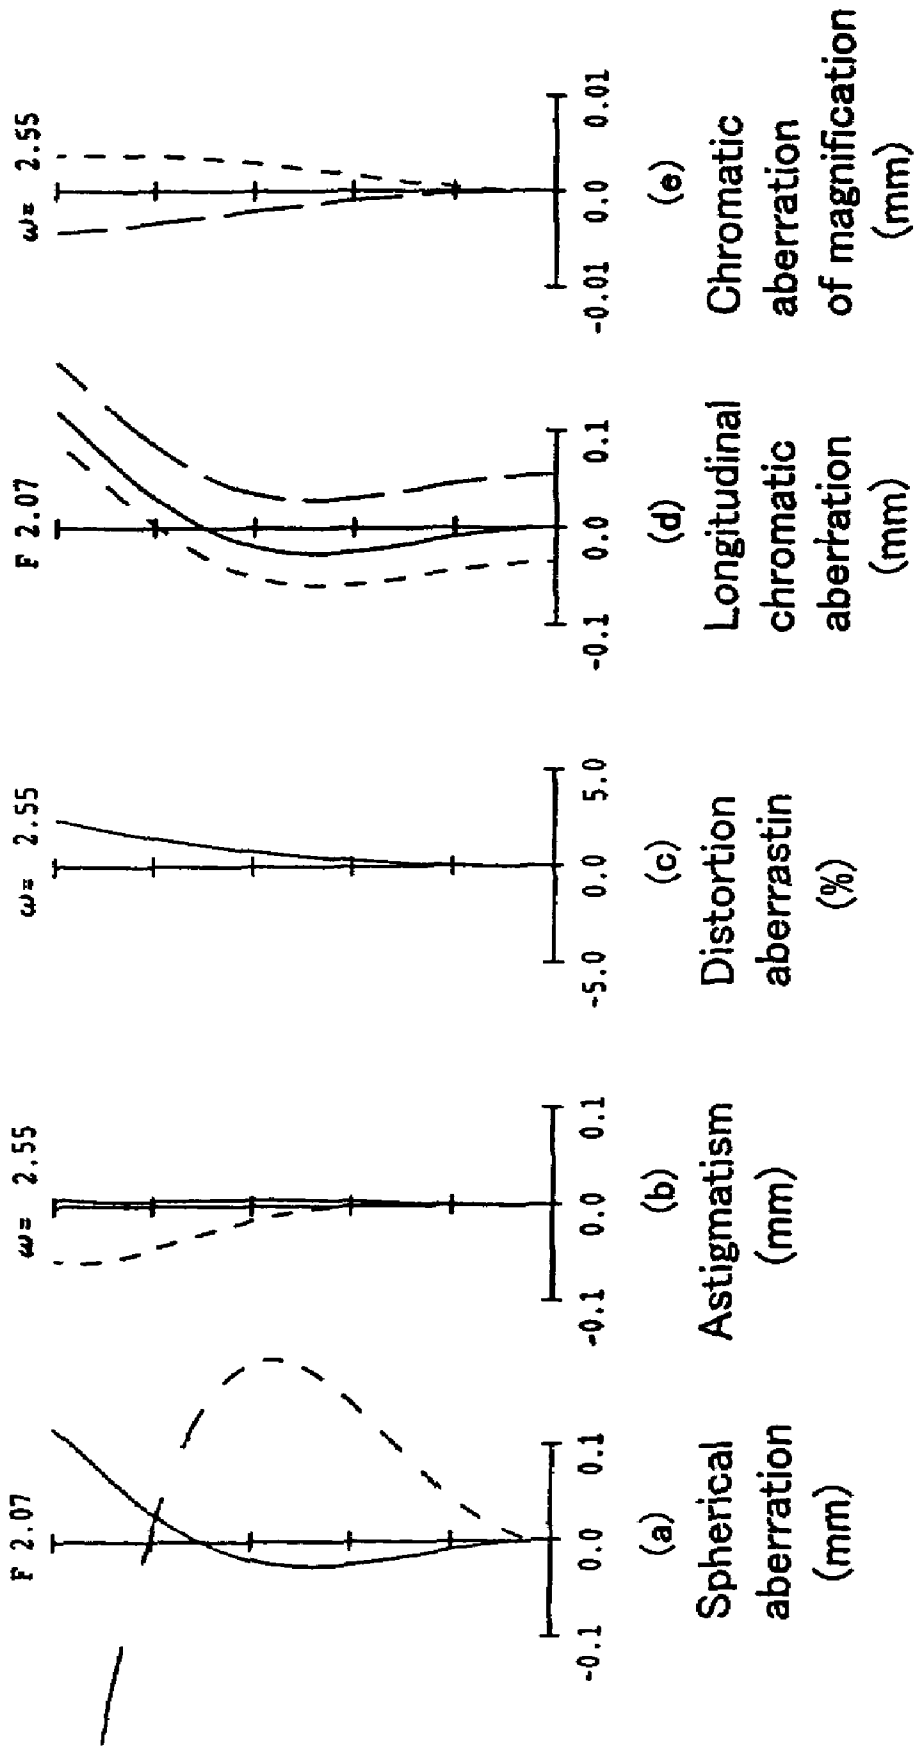 F 2.07
-0.1 0.0 0.1
(a)
Spherical
aberration
(mm)
ω= 2.55
-0.1 0.0 0.1
(b)
Astigmatism
(mm)
ω= 2.55
-5.0 0.0 5.0
(c)
Distortion
aberrastin
(%)
F 2.07
-0.1 0.0 0.1
(d)
Longitudinal
chromatic
aberration
(mm)
ω= 2.55
-0.01 0.0 0.01
(e)
Chromatic
aberration
of magnification
(mm)